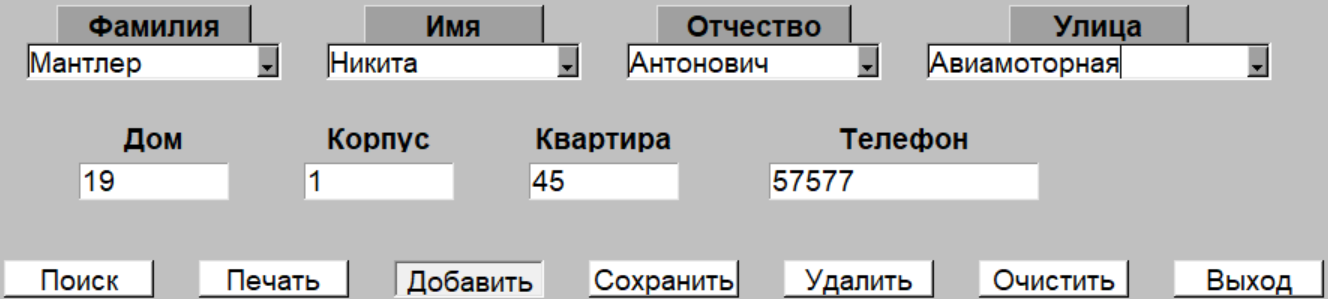 Фамилия Имя Отчество Улица
Мантлер Никита Антонович Авиамоторная
Дом Корпус Квартира Телефон
19 1 45 57577
Поиск Печать Добавить Сохранить Удалить Очистить Выход